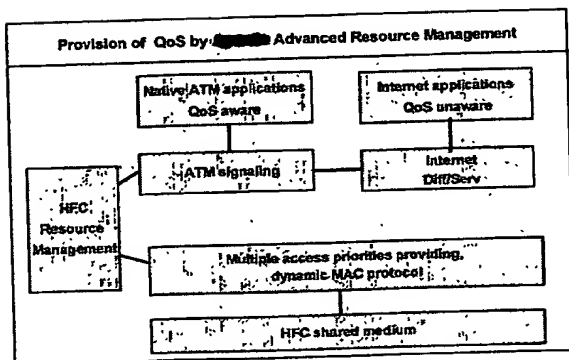 Provision of QoS by Advanced Resource Management
Native ATM applications
QoS aware
Internet applications
QoS unaware
ATM signaling
Internet
Diff/Serv
HFC
Resource
Management
Multiple access priorities providing,
dynamic MAC protocol
HFC shared medium